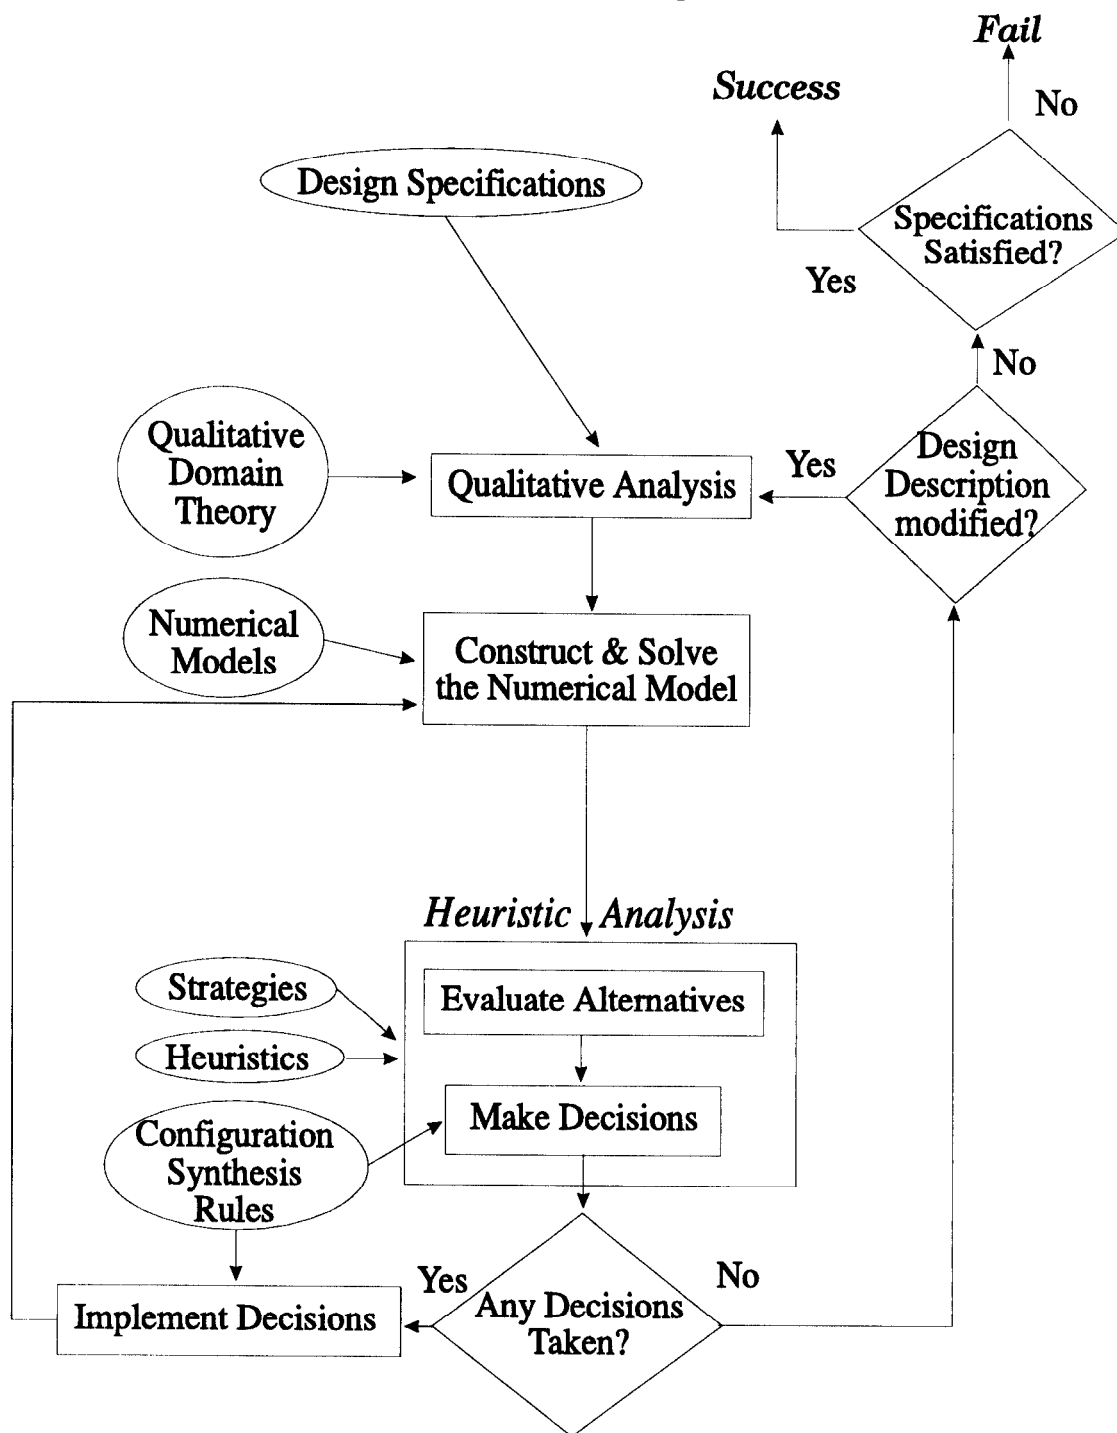 Fail
Success
No
Design Specifications
Specifications
Satisfied?
Yes
No
Qualitative
Domain
Theory
Yes
Design
Description
modified?
Qualitative Analysis
Numerical
Models
Construct & Solve
the Numerical Model
Heuristic Analysis
Strategies
Evaluate Alternatives
Heuristics
Make Decisions
Configuration
Synthesis
Rules
Yes
No
Implement Decisions
Any Decisions
Taken?